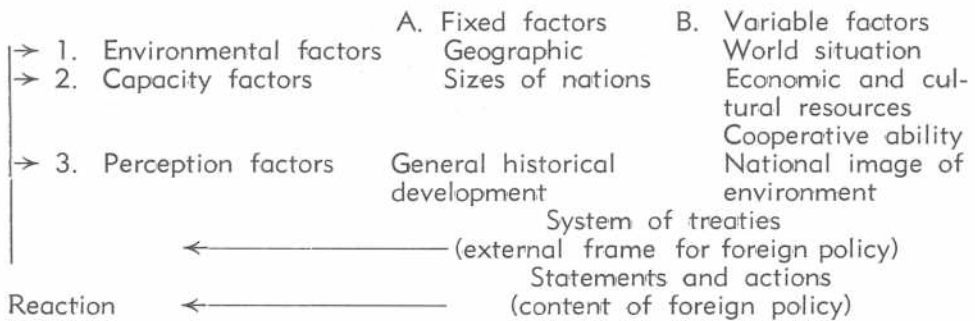 A. Fixed factors B. Variable factors
→ 1. Environmental factors Geographic World situation
→ 2. Capacity factors Sizes of nations Economic and cul-
tural resources
Cooperative ability
→ 3. Perception factors General historical National image of
development environment
System of treaties
← (external frame for foreign policy)
Statements and actions
Reaction ← (content of foreign policy)